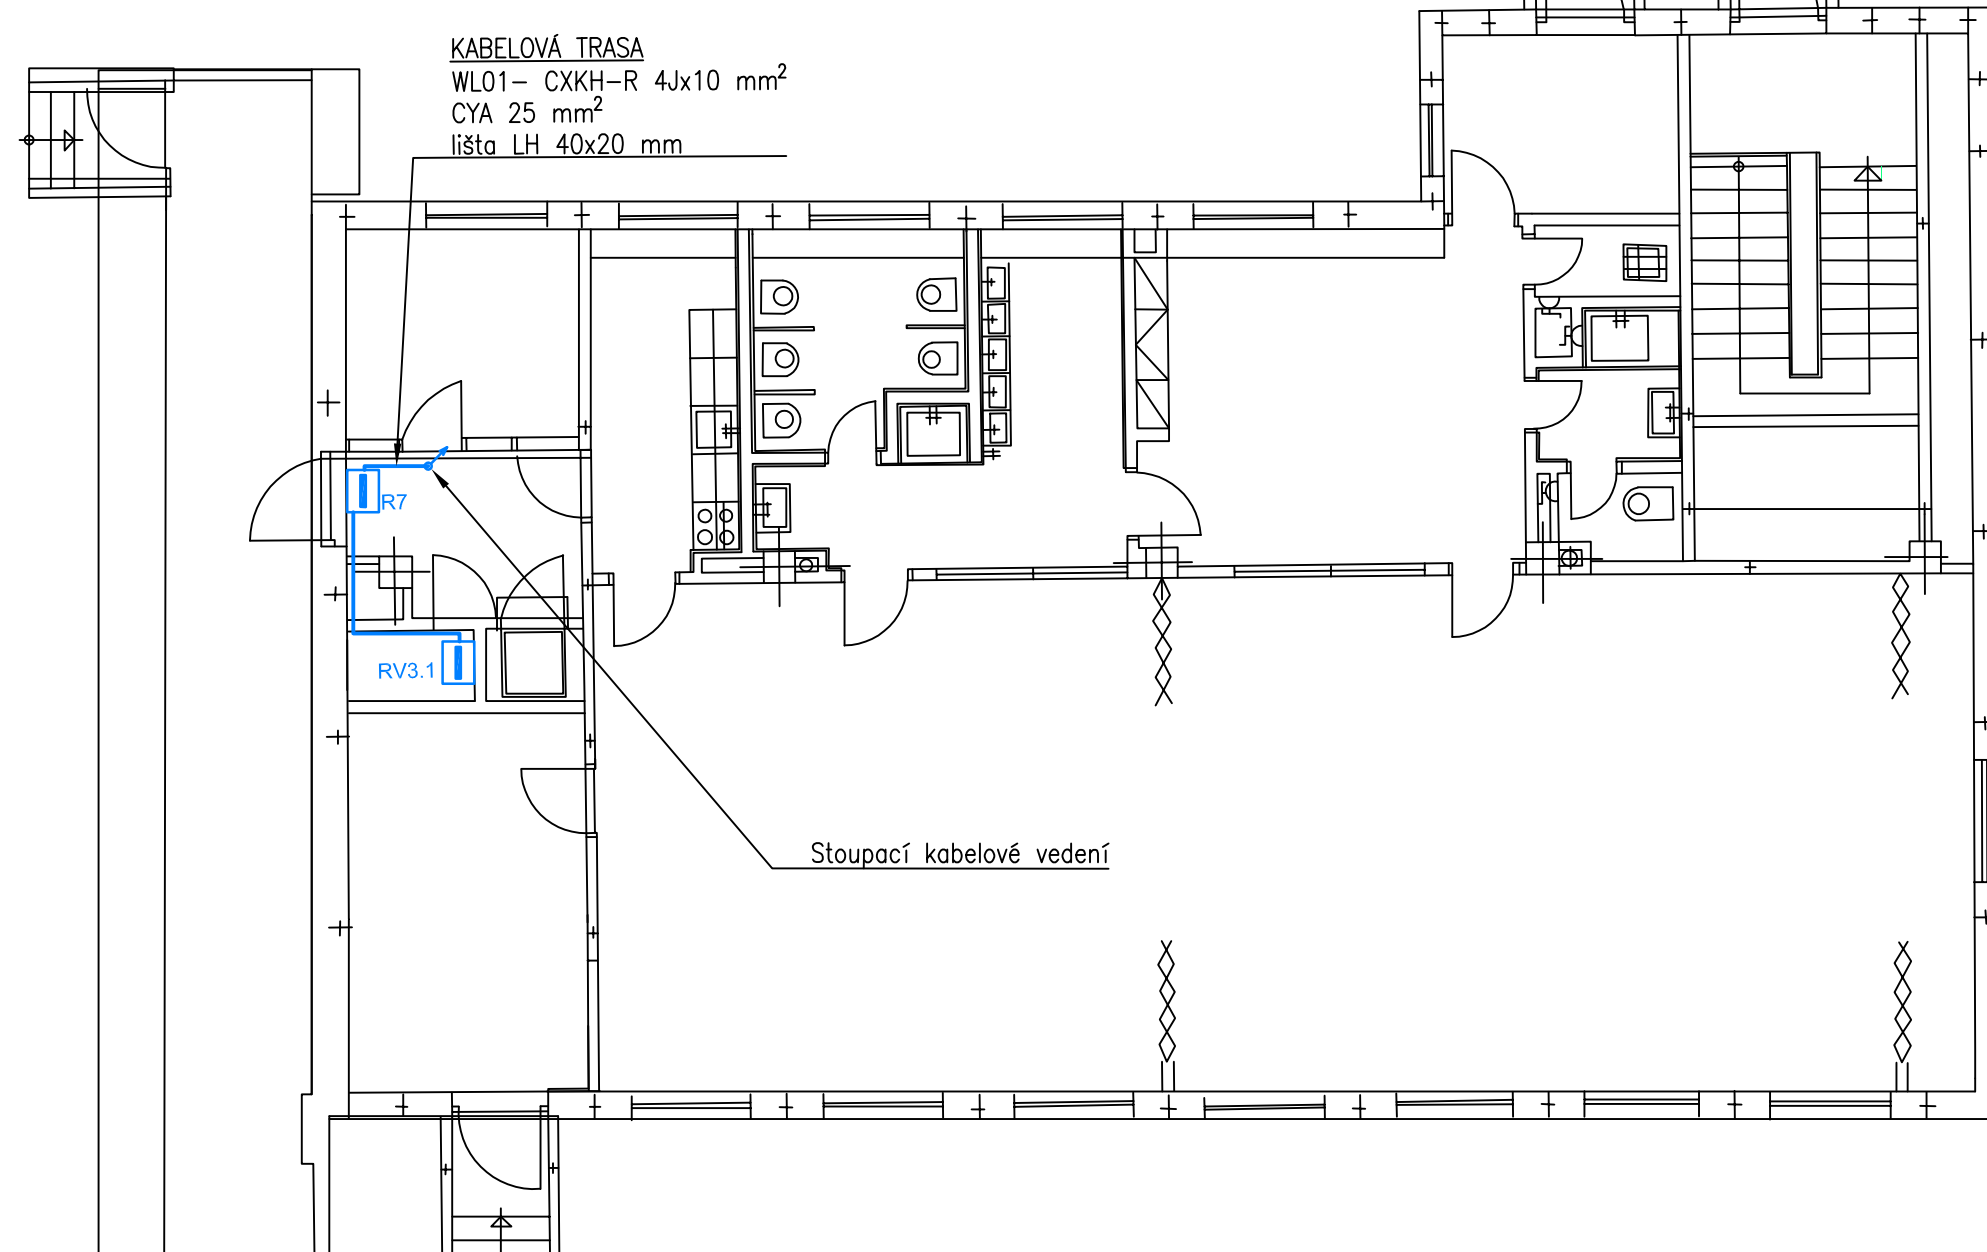 KABELOVÁ TRASA
WL01- CXKH-R 4Jx10 mm²
CYA 25 mm²
lišta LH 40x20 mm
R7
RV3.1
Stoupací kabelové vedení